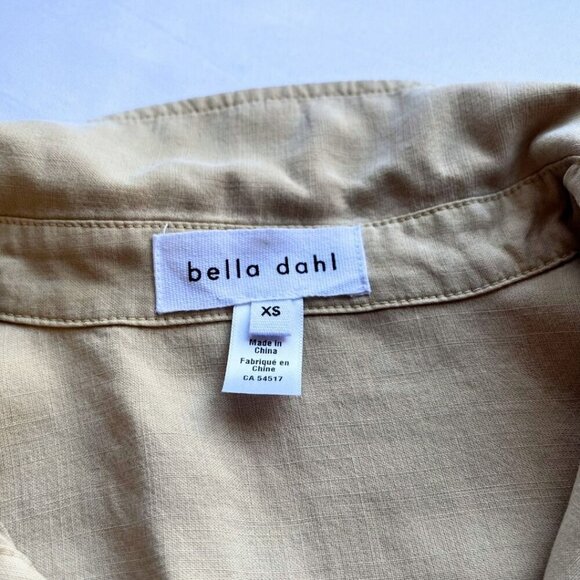 bella dahl
XS
Made in
China
Fabriqué en
Chine
CA 54517